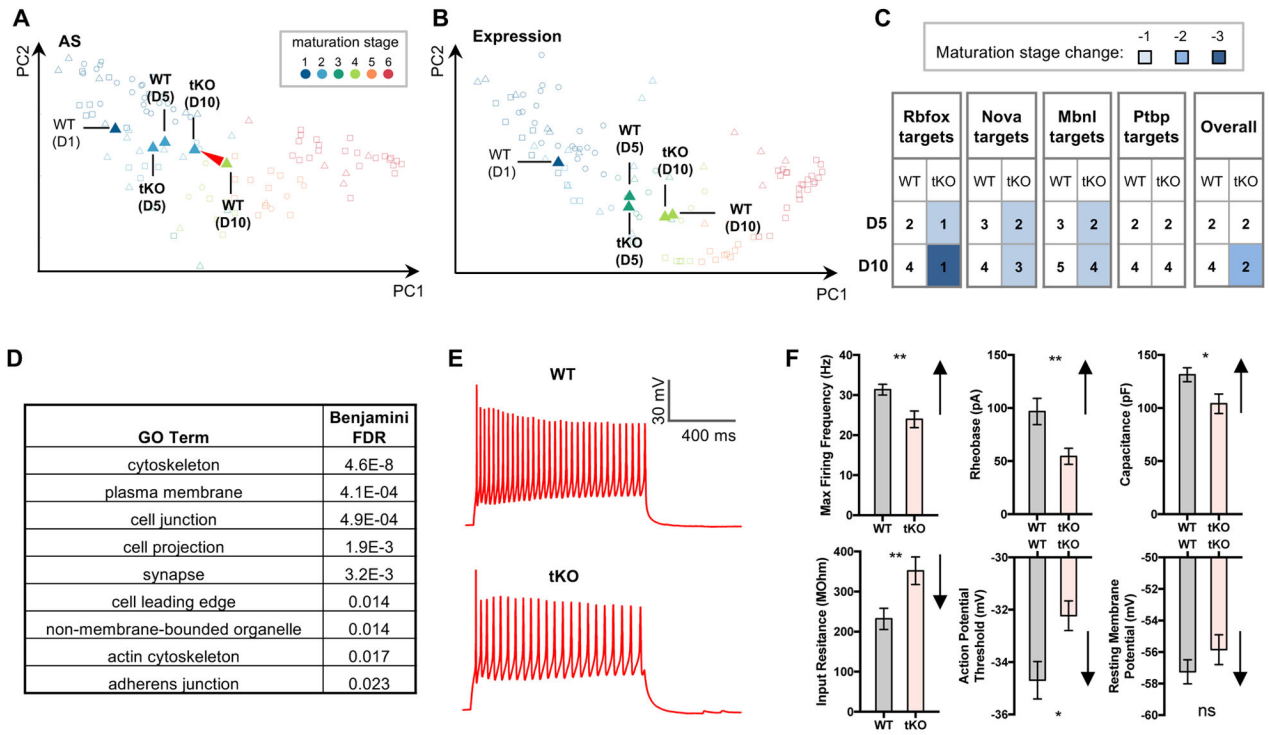 A
AS
PC2
PC1
maturation stage
1 2 3 4 5 6
WT
(D1)
WT
(D5)
tKO
(D10)
tKO
(D5)
WT
(D10)
B
Expression
PC2
PC1
WT
(D1)
WT
(D5)
tKO
(D10)
WT
(D10)
tKO
(D5)
C
Maturation stage change:
-1 -2 -3
Rbfox targets Nova targets Mbnl targets Ptbp targets Overall
WT tKO WT tKO WT tKO WT tKO WT tKO
D5 2 1 3 2 3 2 2 2 2 2
D10 4 1 4 3 5 4 4 4 4 2
D
GO Term Benjamini FDR
cytoskeleton 4.6E-8
plasma membrane 4.1E-04
cell junction 4.9E-04
cell projection 1.9E-3
synapse 3.2E-3
cell leading edge 0.014
non-membrane-bounded organelle 0.014
actin cytoskeleton 0.017
adherens junction 0.023
E
WT
30 mV
400 ms
tKO
F
Max Firing Frequency (Hz)
40
30
20
10
0
**
WT tKO
Rheobase (pA)
150
100
50
0
**
WT tKO
Capacitance (pF)
150
100
50
0
*
WT tKO
Input Resitance (MOhm)
400
300
200
100
0
**
WT tKO
Action Potential
Threshold (mV)
WT tKO
-30
-32
-34
-36
*
Resting Membrane
Potential (mV)
WT tKO
-50
-52
-54
-56
-58
-60
ns